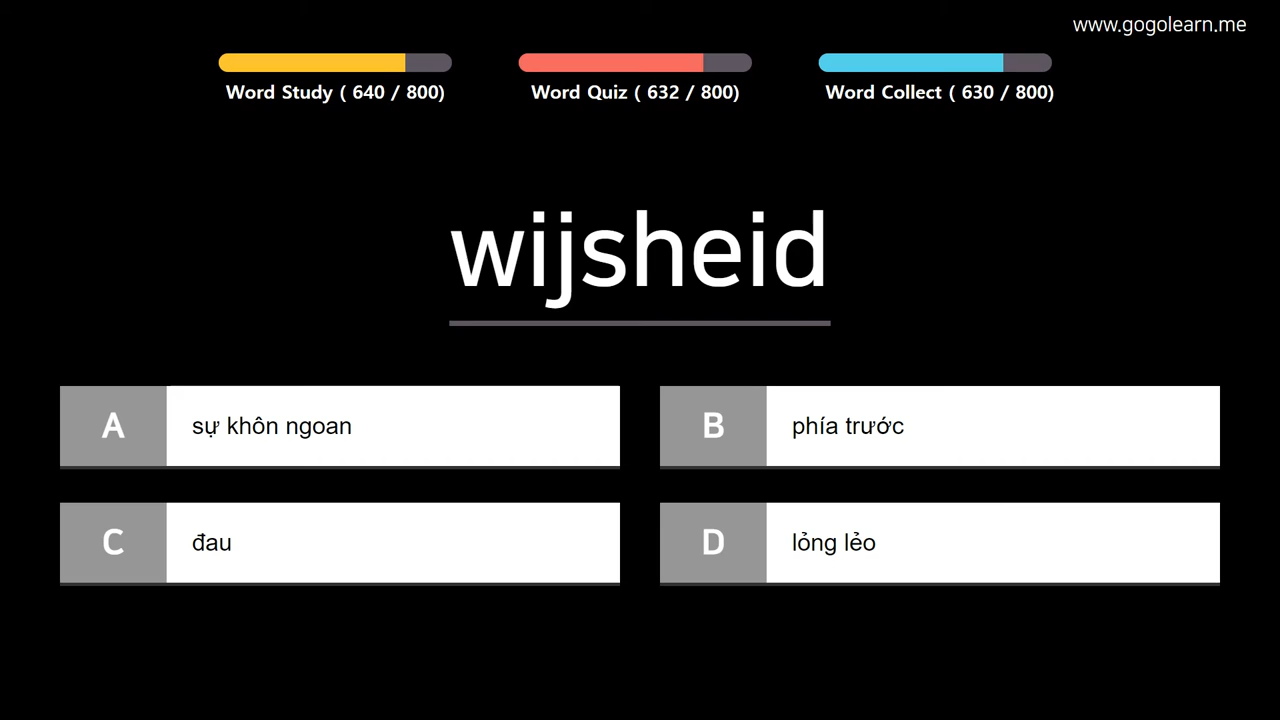 www.gogolearn.me
Word Study ( 640 / 800)
Word Quiz ( 632 / 800)
Word Collect ( 630 / 800)
wijsheid
A sự khôn ngoan
B phía trước
C đau
D lỏng lẻo